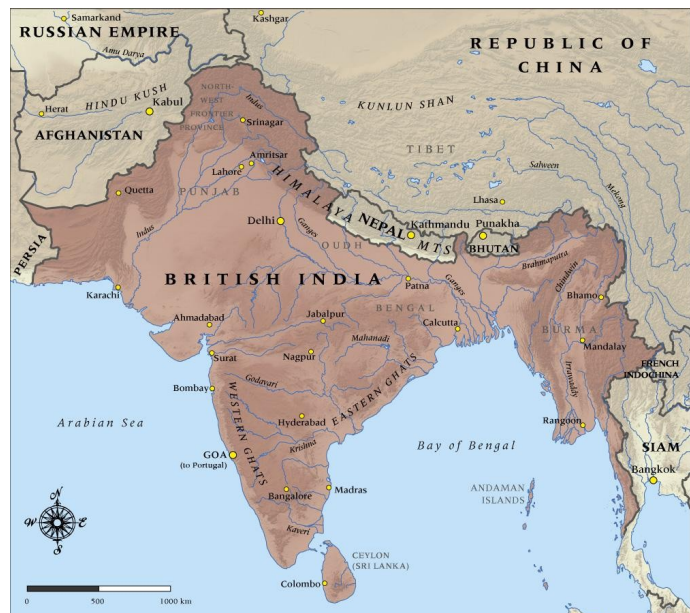 Samarkand
Kashgar
RUSSIAN EMPIRE
Amu Darya
REPUBLIC OF
CHINA
HINDU KUSH
Herat
Kabul
AFGHANISTAN
NORTH-
WEST
FRONTIER
PROVINCE
Indus
Srinagar
KUNLUN SHAN
TIBET
Salween
Mekong
Amritsar
Lahore
PUNJAB
Quetta
HIMALAYA MTS
Lhasa
Delhi
Ganges
NEPAL
Kathmandu
Punakha
BHUTAN
OUDH
Indus
PERSIA
BRITISH INDIA
Patna
Ganges
Brahmaputra
Chindwin
Bhamo
Karachi
Ahmadabad
Jabalpur
BENGAL
Calcutta
BURMA
Mandalay
Mahanadi
Surat
Nagpur
FRENCH
INDOCHINA
Bombay
Godavari
EASTERN GHATS
WESTERN GHATS
Irrawaddy
Arabian Sea
Hyderabad
Rangoon
Krishna
Bay of Bengal
SIAM
GOA
(to Portugal)
Bangkok
Bangalore
Madras
ANDAMAN
ISLANDS
N
W
E
S
Kaveri
CEYLON
(SRI LANKA)
Colombo
0
500
1000 km